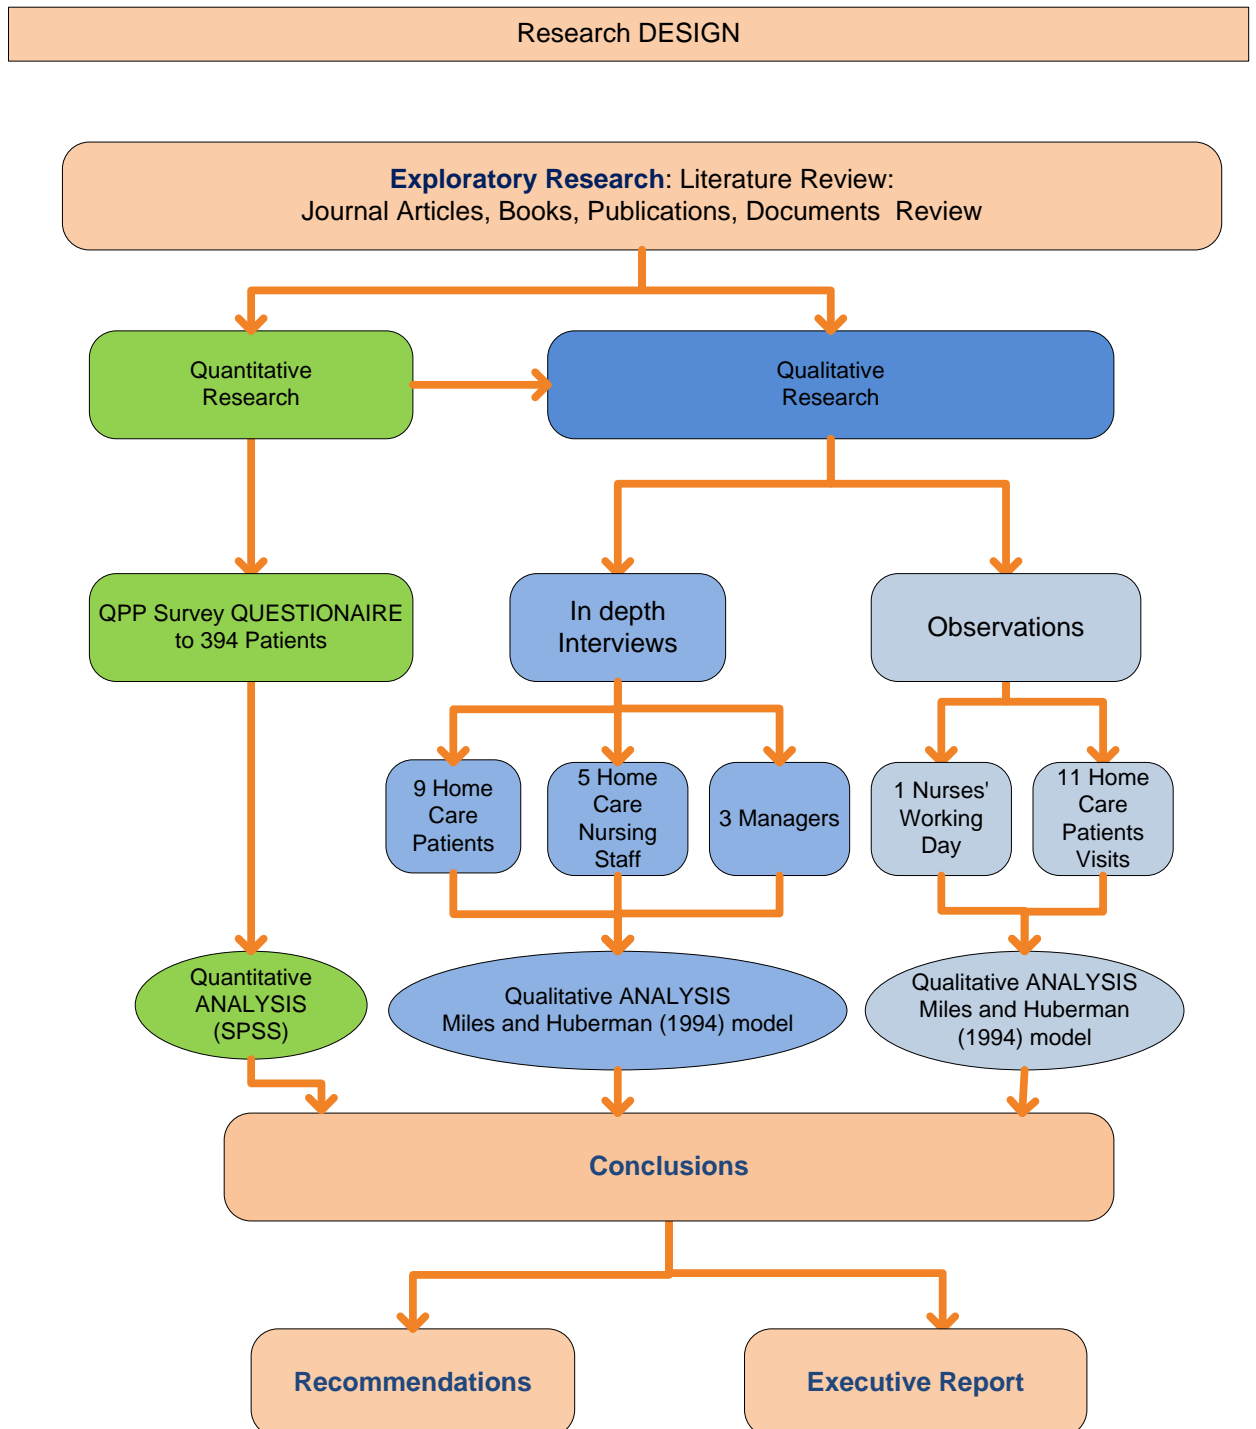 Research DESIGN
Exploratory Research: Literature Review:
Journal Articles, Books, Publications, Documents Review
Quantitative
Research
Qualitative
Research
QPP Survey QUESTIONAIRE
to 394 Patients
In depth
Interviews
Observations
9 Home
Care
Patients
5 Home
Care
Nursing
Staff
3 Managers
1 Nurses'
Working
Day
11 Home
Care
Patients
Visits
Quantitative
ANALYSIS
(SPSS)
Qualitative ANALYSIS
Miles and Huberman (1994) model
Qualitative ANALYSIS
Miles and Huberman
(1994) model
Conclusions
Recommendations
Executive Report